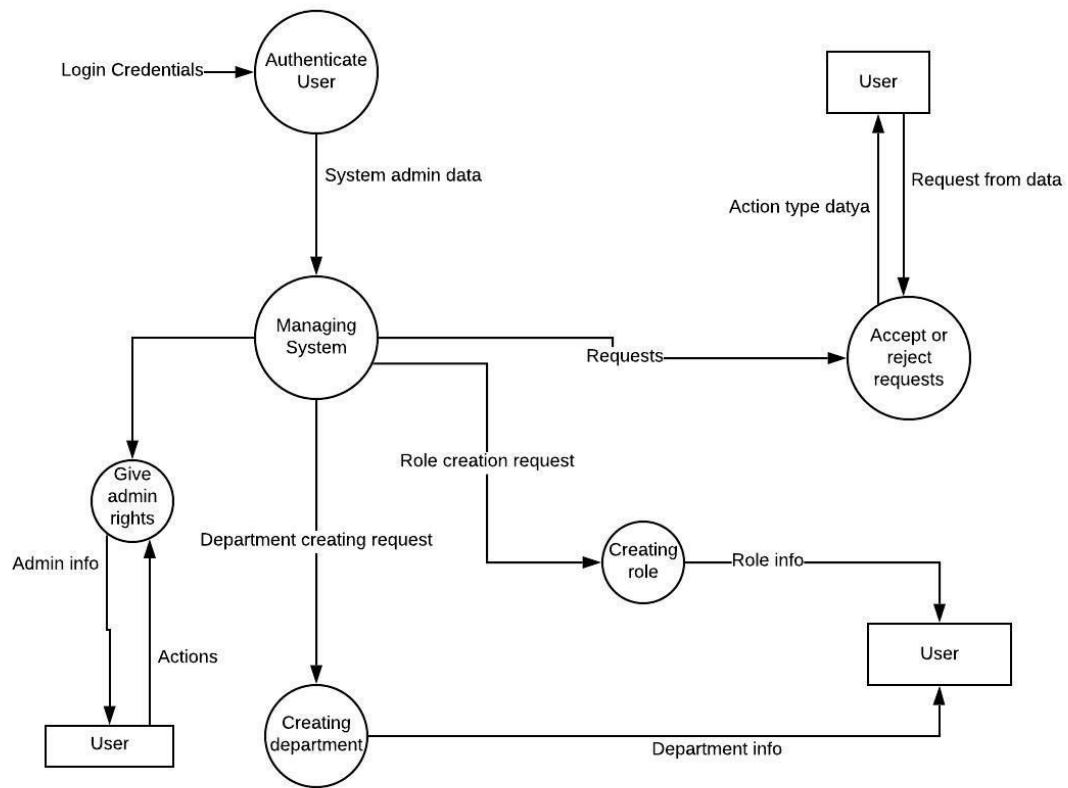 Authenticate
User
Login Credentials
User
System admin data
Request from data
Action type datya
Managing
System
Accept or
reject
requests
Requests
Role creation request
Give
admin
rights
Department creating request
Admin info
Creating
role
Role info
User
Actions
Creating
department
User
Department info